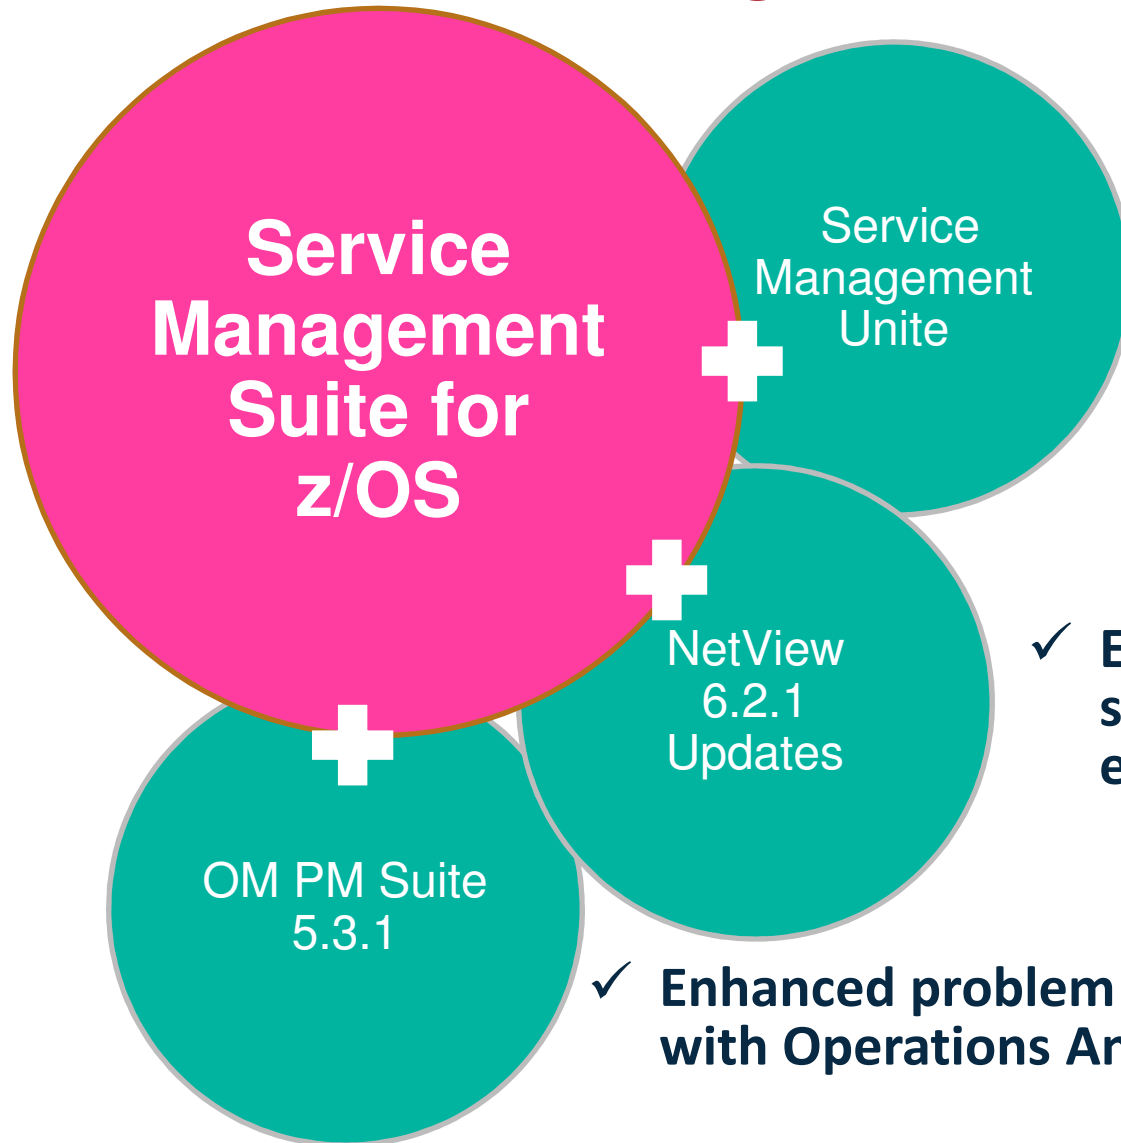 Service
Management
Suite for
z/OS
Service
Management
Unite
NetView
6.2.1
Updates
OM PM Suite
5.3.1
✓ Enhanced problem
with Operations